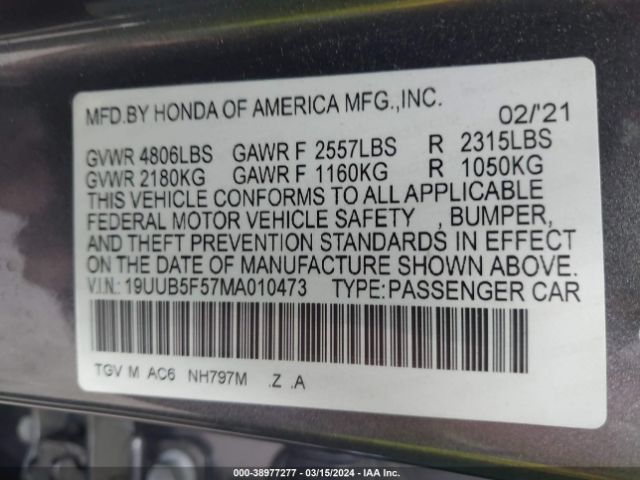 MFD.BY HONDA OF AMERICA MFG.,INC. 02/'21
GVWR 4806LBS GAWR F 2557LBS R 2315LBS
GVWR 2180KG GAWR F 1160KG R 1050KG
THIS VEHICLE CONFORMS TO ALL APPLICABLE
FEDERAL MOTOR VEHICLE SAFETY , BUMPER,
AND THEFT PREVENTION STANDARDS IN EFFECT
ON THE DATE OF MANUFACTURE SHOWN ABOVE.
V.I.N: 19UUB5F57MA010473 TYPE:PASSENGER CAR
TGV M AC6 NH797M .Z .A
000-38977277 — 03/15/2024 — IAA Inc.